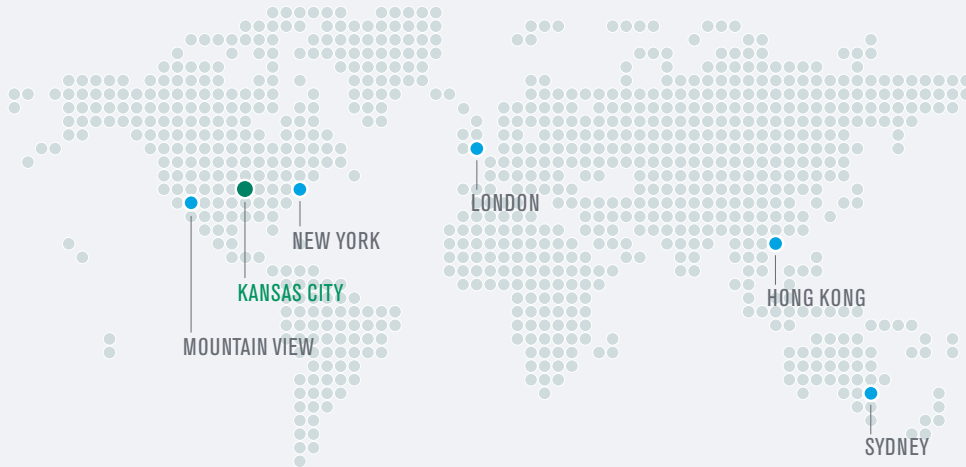 LONDON
NEW YORK
KANSAS CITY
HONG KONG
MOUNTAIN VIEW
SYDNEY